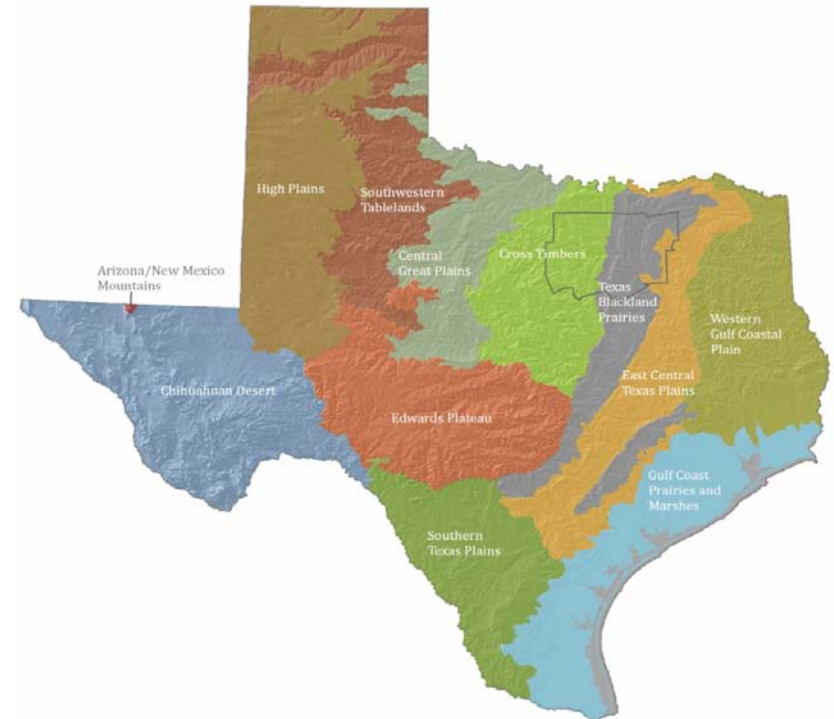 High Plains
Southwestern
Tablelands
Central
Great Plains
Cross Timbers
Arizona/New Mexico
Mountains
Texas
Blackland
Prairies
Western
Gulf Coastal
Plain
Chihuahuan Desert
East Central
Texas Plains
Edwards Plateau
Gulf Coast
Prairies and
Marshes
Southern
Texas Plains